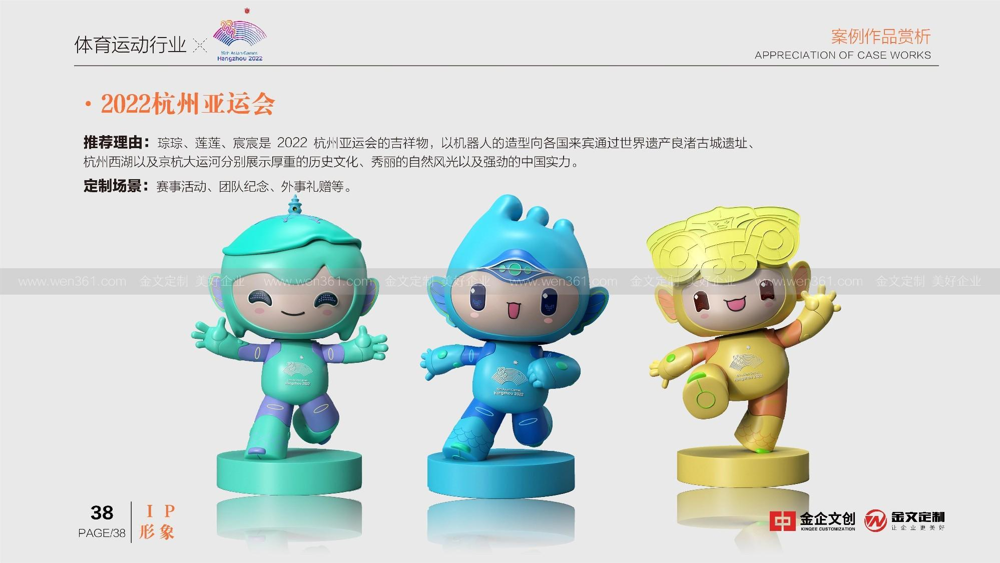 体育运动行业
19th Asian Games
Hangzhou 2022
案例作品赏析
APPRECIATION OF CASE WORKS
·2022杭州亚运会
推荐理由：琮琮、莲莲、宸宸是 2022 杭州亚运会的吉祥物，以机器人的造型向各国来宾通过世界遗产良渚古城遗址、
杭州西湖以及京杭大运河分别展示厚重的历史文化、秀丽的自然风光以及强劲的中国实力。
定制场景：赛事活动、团队纪念、外事礼赠等。
www.wen361.com 金文定制 美好企业 www.wen361.com 金文定制 美好企业 www.wen361.com 金文定制 美好企业 www.wen361.com 金文定制 美好企业
19th Asian Games
Hangzhou 2022
19th Asian Games
Hangzhou 2022
19th Asian Games
Hangzhou 2022
38
PAGE/38
IP
形象
金企文创
KINQEE CUSTOMIZATION
金文定制
让企业更美好